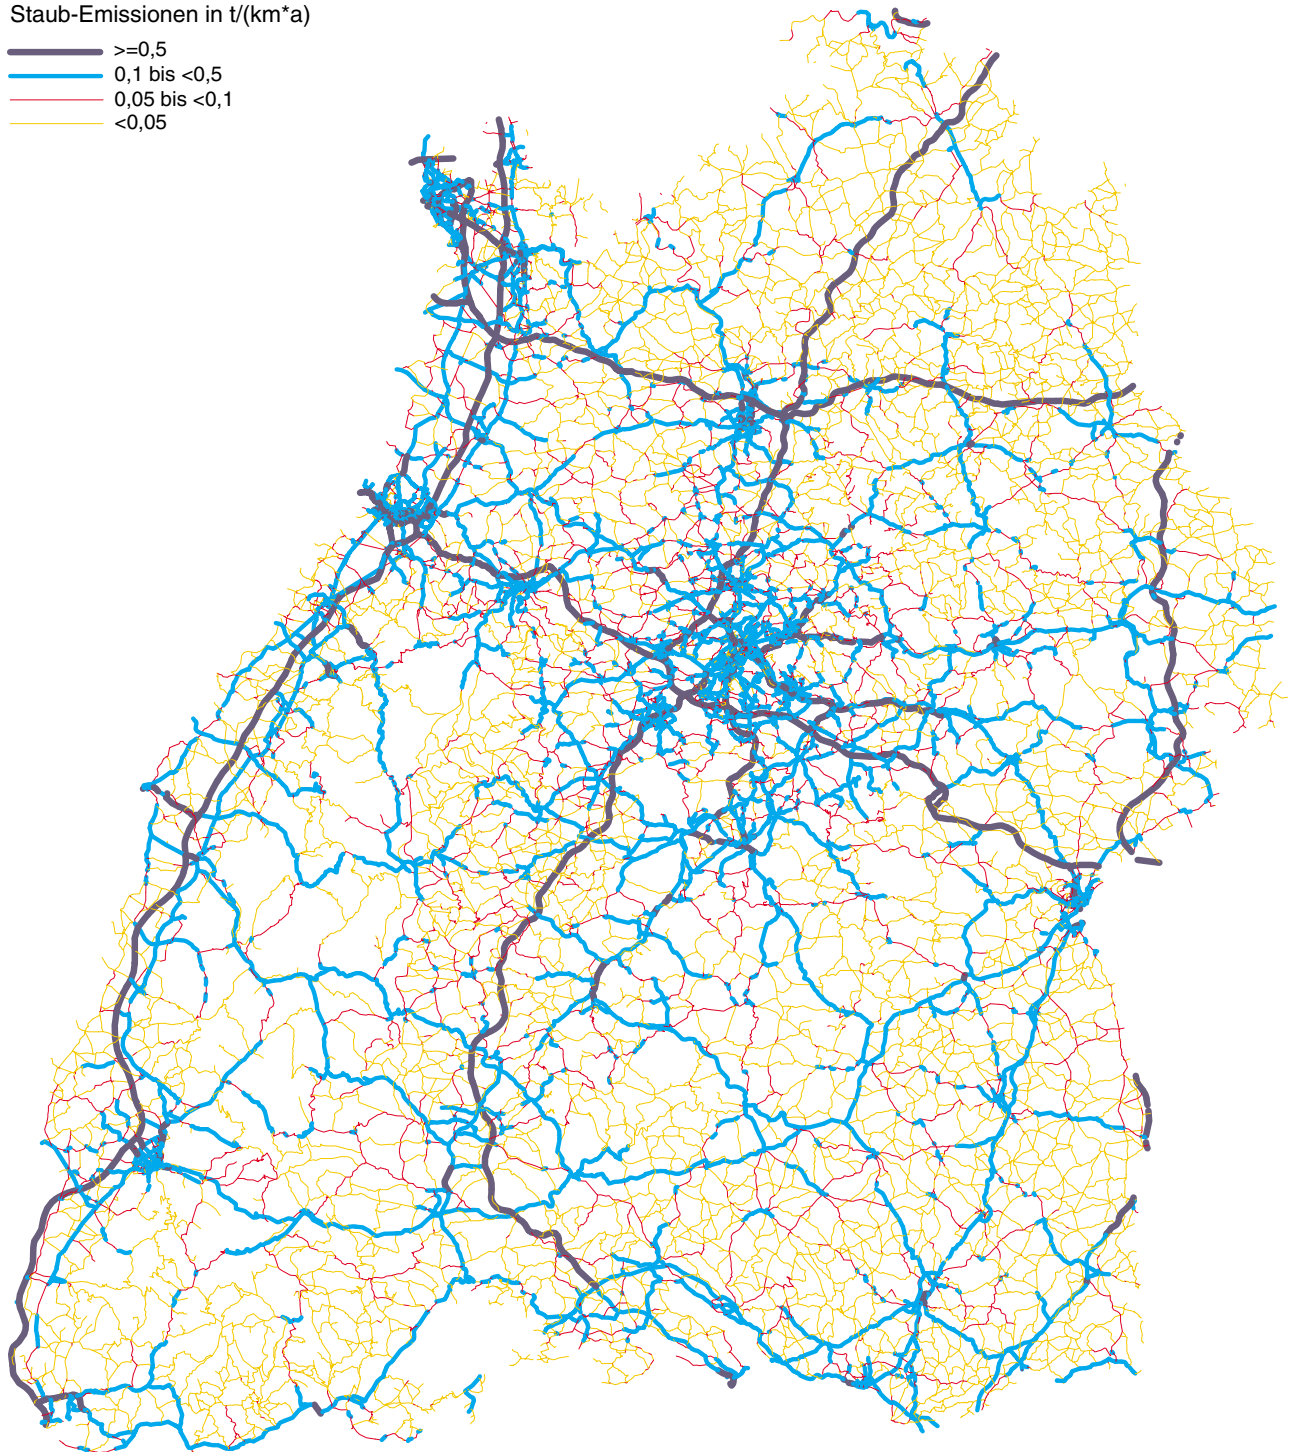 Staub-Emissionen in t/(km*a)
>=0,5
0,1 bis <0,5
0,05 bis <0,1
<0,05